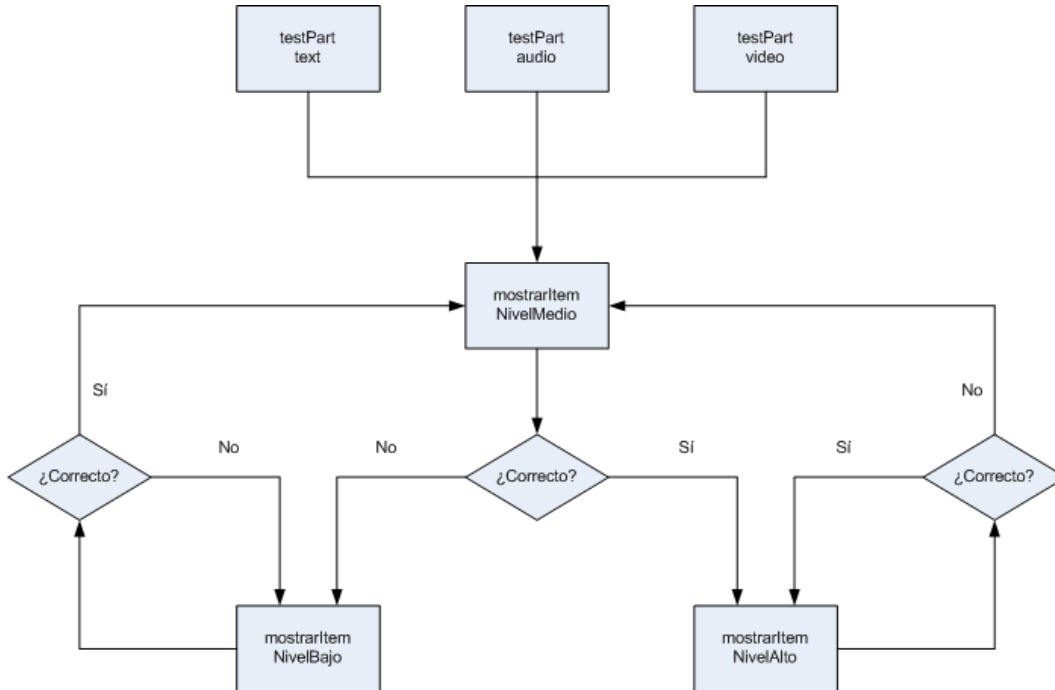 testPart
text
testPart
audio
testPart
video
mostrarItem
NivelMedio
Sí
No
No
No
Sí
Sí
¿Correcto?
¿Correcto?
¿Correcto?
mostrarItem
NivelBajo
mostrarItem
NivelAlto